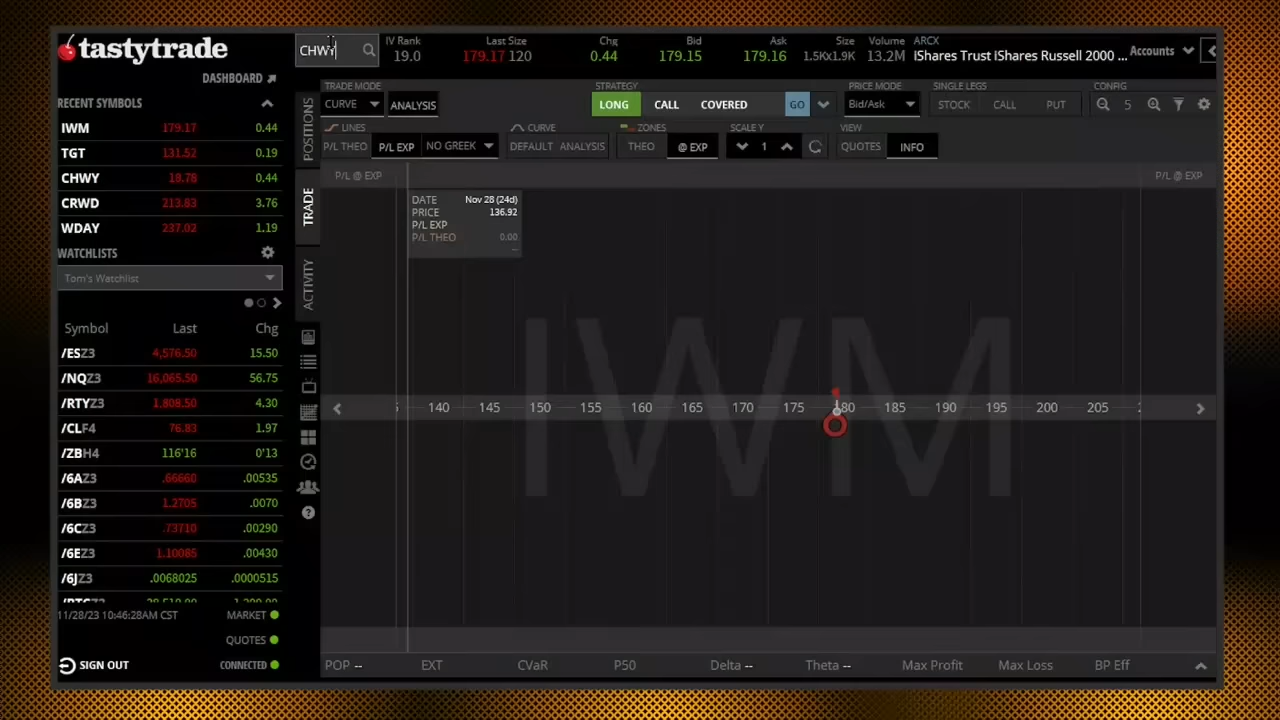 tastytrade
CHWY
IV Rank
19.0
Last Size
179.17 120
Chg
0.44
Bid
179.15
Ask
179.16
Size
1.5Kx1.9K
Volume
13.2M
ARCX
iShares Trust iShares Russell 2000 ...
Accounts
DASHBOARD
RECENT SYMBOLS
IWM 179.17 0.44
TGT 131.52 0.19
CHWY 18.78 0.44
CRWD 213.83 3.76
WDAY 237.02 1.19
WATCHLISTS
Tom's Watchlist
Symbol Last Chg
/ESZ3 4,576.50 15.50
/NQZ3 16,065.50 56.75
/RTYZ3 1,808.50 4.30
/CLF4 76.83 1.97
/ZBH4 116'16 0'13
/6AZ3 .66660 .00535
/6BZ3 1.2705 .0070
/6CZ3 .73710 .00290
/6EZ3 1.10085 .00430
/6JZ3 .0068025 .0000515
11/28/23 10:46:28AM CST MARKET
QUOTES
SIGN OUT CONNECTED
POSITIONS
TRADE
ACTIVITY
TRADE MODE
CURVE ANALYSIS
STRATEGY
LONG CALL COVERED GO
PRICE MODE
Bid/Ask
SINGLE LEGS
STOCK CALL PUT
CONFIG
5
LINES
P/L THEO P/L EXP NO GREEK
CURVE
DEFAULT ANALYSIS
ZONES
THEO @ EXP
SCALE Y
1
VIEW
QUOTES INFO
P/L @ EXP P/L @ EXP
DATE Nov 28 (24d)
PRICE 136.92
P/L EXP
P/L THEO 0.00
--
IWM
140 145 150 155 160 165 170 175 180 185 190 195 200 205
POP -- EXT CVaR P50 Delta -- Theta -- Max Profit Max Loss BP Eff